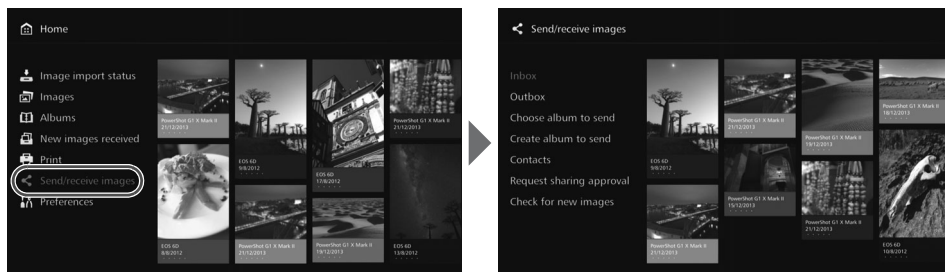 Home
Image import status
Images
Albums
New images received
Print
Send/receive images
Preferences
PowerShot G1 X Mark II
21/12/2013
EOS 6D
8/8/2012
EOS 6D
9/8/2012
PowerShot G1 X Mark II
21/12/2013
EOS 6D
17/8/2012
PowerShot G1 X Mark II
19/12/2013
PowerShot G1 X Mark II
21/12/2013
EOS 6D
13/8/2012
Send/receive images
Inbox
Outbox
Choose album to send
Create album to send
Contacts
Request sharing approval
Check for new images
EOS 6D
9/8/2012
PowerShot G1 X Mark II
21/12/2013
PowerShot G1 X Mark II
21/12/2013
PowerShot G1 X Mark II
15/12/2013
PowerShot G1 X Mark II
19/12/2013
PowerShot G1 X Mark II
21/12/2013
PowerShot G1 X Mark II
18/12/2013
EOS 6D
10/8/2012